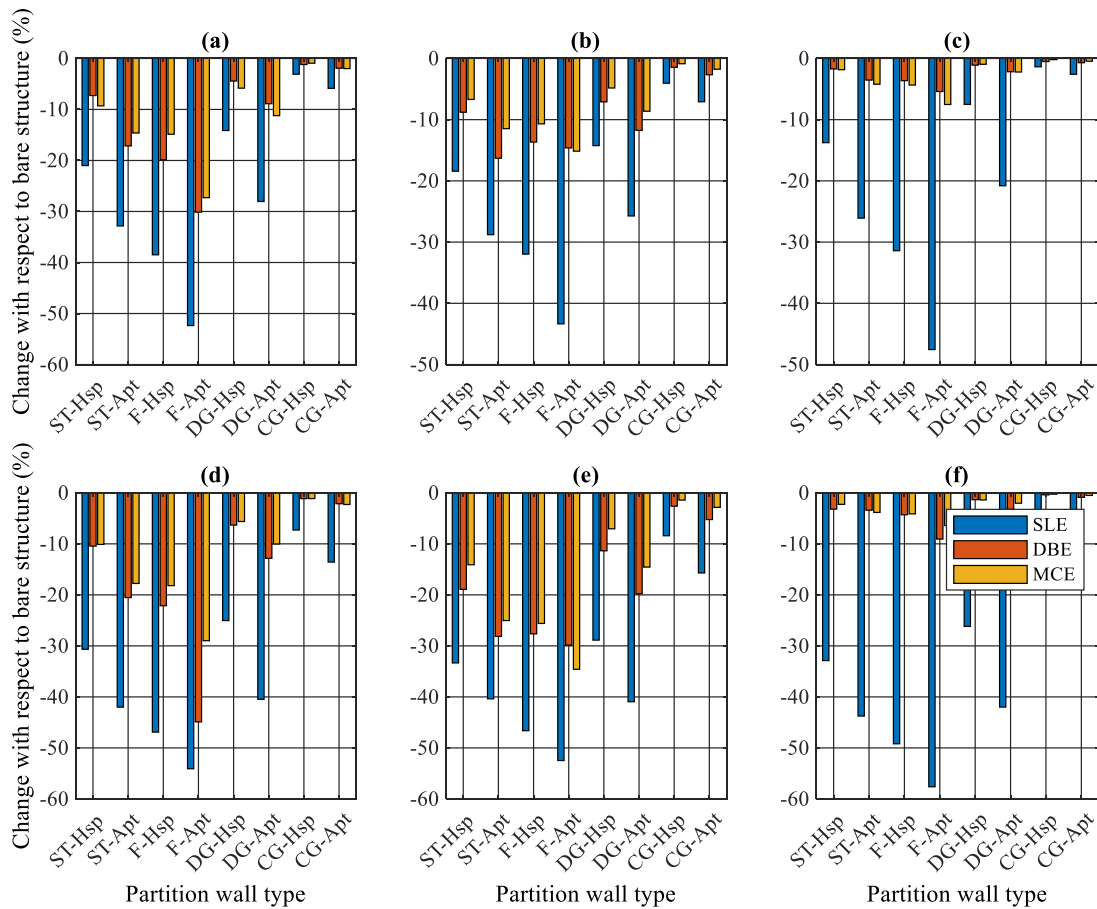 (a) (b) (c)
Change with respect to bare structure (%)
0 0 0
-10 -10 -10
-20 -20 -20
-30 -30 -30
-40 -40 -40
-50 -50 -50
-60
ST-Hsp ST-Apt F-Hsp F-Apt DG-Hsp DG-Apt CG-Hsp CG-Apt
ST-Hsp ST-Apt F-Hsp F-Apt DG-Hsp DG-Apt CG-Hsp CG-Apt
ST-Hsp ST-Apt F-Hsp F-Apt DG-Hsp DG-Apt CG-Hsp CG-Apt
(d) (e) (f)
Change with respect to bare structure (%)
0 0 0
-10 -10 -10
-20 -20 -20
-30 -30 -30
-40 -40 -40
-50 -50 -50
-60 -60 -60
SLE
DBE
MCE
ST-Hsp ST-Apt F-Hsp F-Apt DG-Hsp DG-Apt CG-Hsp CG-Apt
ST-Hsp ST-Apt F-Hsp F-Apt DG-Hsp DG-Apt CG-Hsp CG-Apt
ST-Hsp ST-Apt F-Hsp F-Apt DG-Hsp DG-Apt CG-Hsp CG-Apt
Partition wall type Partition wall type Partition wall type